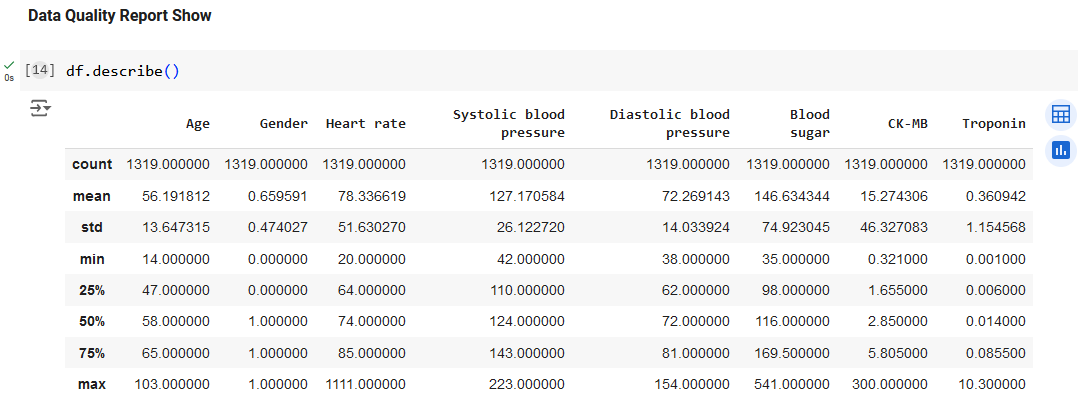 Data Quality Report Show
0s
[14] df.describe()
Age Gender Heart rate Systolic blood pressure Diastolic blood pressure Blood sugar CK-MB Troponin
count 1319.000000 1319.000000 1319.000000 1319.000000 1319.000000 1319.000000 1319.000000 1319.000000
mean 56.191812 0.659591 78.336619 127.170584 72.269143 146.634344 15.274306 0.360942
std 13.647315 0.474027 51.630270 26.122720 14.033924 74.923045 46.327083 1.154568
min 14.000000 0.000000 20.000000 42.000000 38.000000 35.000000 0.321000 0.001000
25% 47.000000 0.000000 64.000000 110.000000 62.000000 98.000000 1.655000 0.006000
50% 58.000000 1.000000 74.000000 124.000000 72.000000 116.000000 2.850000 0.014000
75% 65.000000 1.000000 85.000000 143.000000 81.000000 169.500000 5.805000 0.085500
max 103.000000 1.000000 1111.000000 223.000000 154.000000 541.000000 300.000000 10.300000